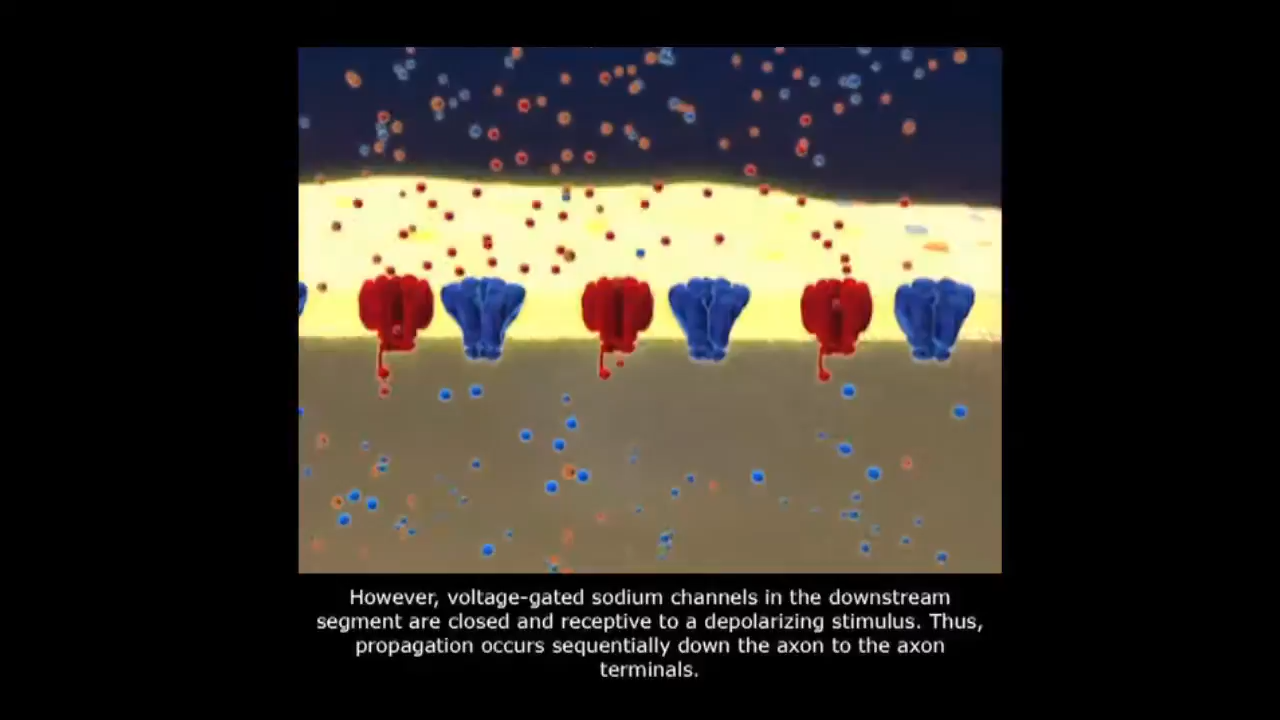 However, voltage-gated sodium channels in the downstream
segment are closed and receptive to a depolarizing stimulus. Thus,
propagation occurs sequentially down the axon to the axon
terminals.